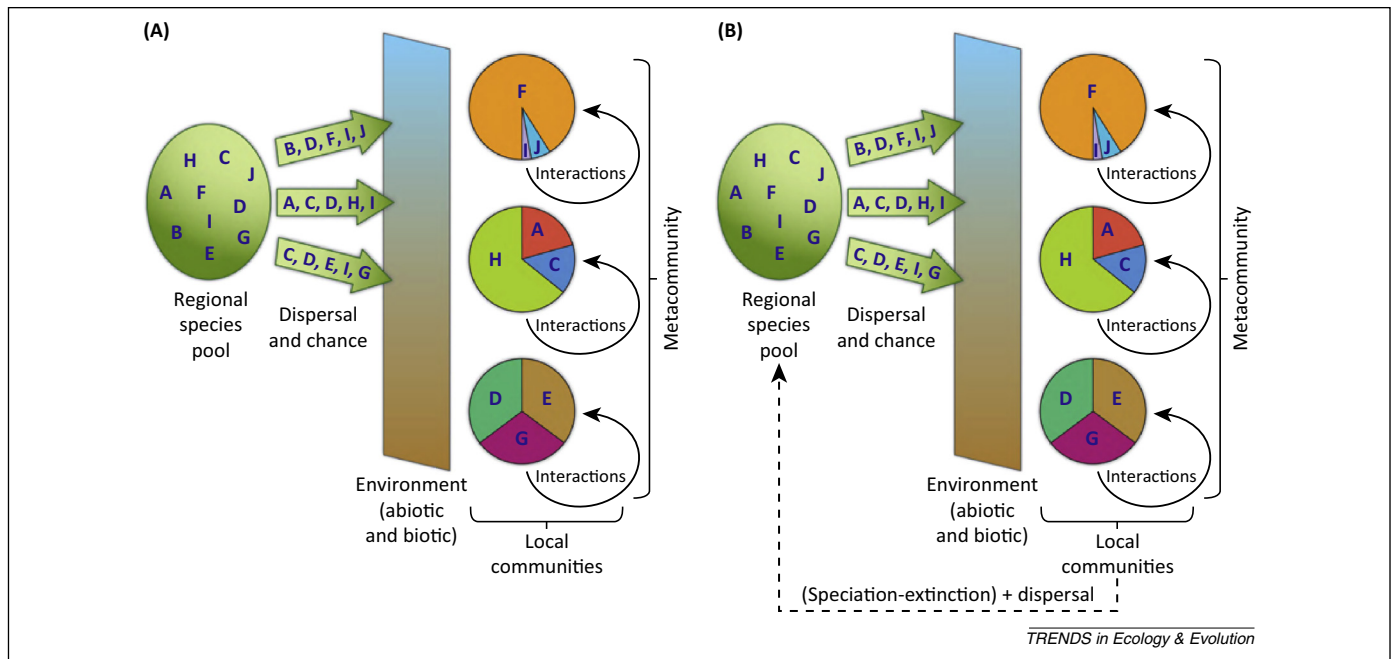 (A)
H C
J
A F
D
I
B G
E
B, D, F, I, J
A, C, D, H, I
C, D, E, I, G
Regional
species
pool
Dispersal
and chance
Environment
(abiotic
and biotic)
F
I J
Interactions
A
H C
Interactions
D E
G
Interactions
Local
communities
Metacommunity
(B)
H C
J
A F
D
I
B G
E
B, D, F, I, J
A, C, D, H, I
C, D, E, I, G
Regional
species
pool
Dispersal
and chance
Environment
(abiotic
and biotic)
F
I J
Interactions
A
H C
Interactions
D E
G
Interactions
Local
communities
Metacommunity
(Speciation-extinction) + dispersal
TRENDS in Ecology & Evolution